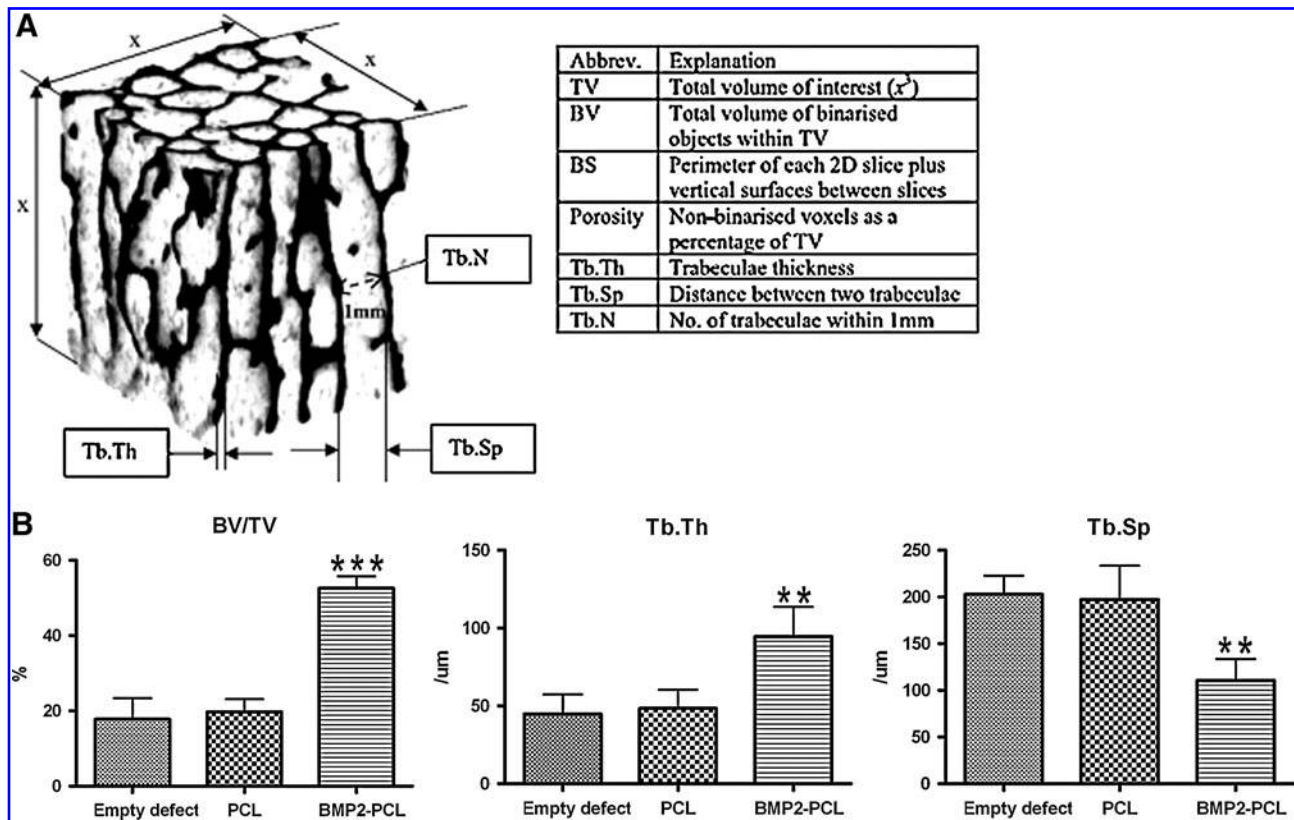 A
x
x
x
Tb.N
1mm
Tb.Th
Tb.Sp
Abbrev. Explanation
TV Total volume of interest (x³)
BV Total volume of binarised
objects within TV
BS Perimeter of each 2D slice plus
vertical surfaces between slices
Porosity Non-binarised voxels as a
percentage of TV
Tb.Th Trabeculae thickness
Tb.Sp Distance between two trabeculae
Tb.N No. of trabeculae within 1mm
B
BV/TV
60
40
20
0
%
***
Empty defect PCL BMP2-PCL
Tb.Th
150
100
50
0
/um
**
Empty defect PCL BMP2-PCL
Tb.Sp
250
200
150
100
50
0
/um
**
Empty defect PCL BMP2-PCL